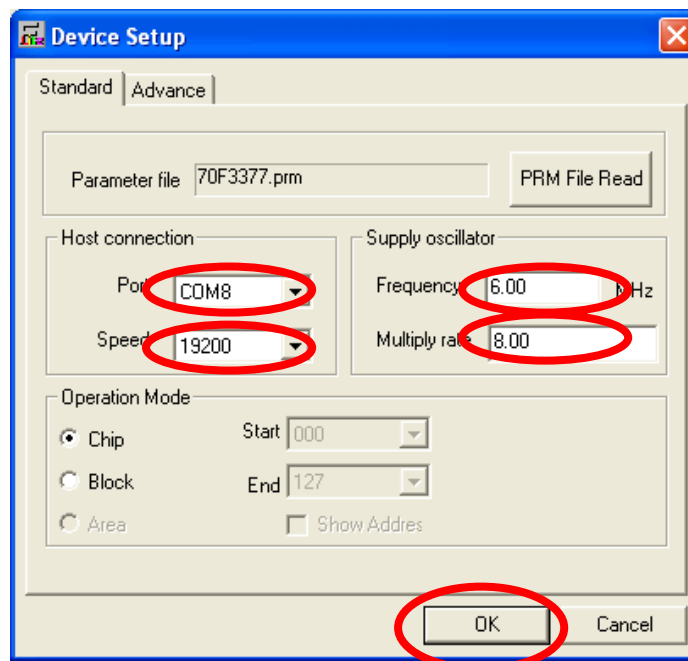 Device Setup
Standard Advance
Parameter file 70F3377.prm PRM File Read
Host connection
Port COM8
Speed 19200
Supply oscillator
Frequency 6.00 MHz
Multiply rate 8.00
Operation Mode
Chip Start 000
Block End 127
Area Show Addres
OK Cancel